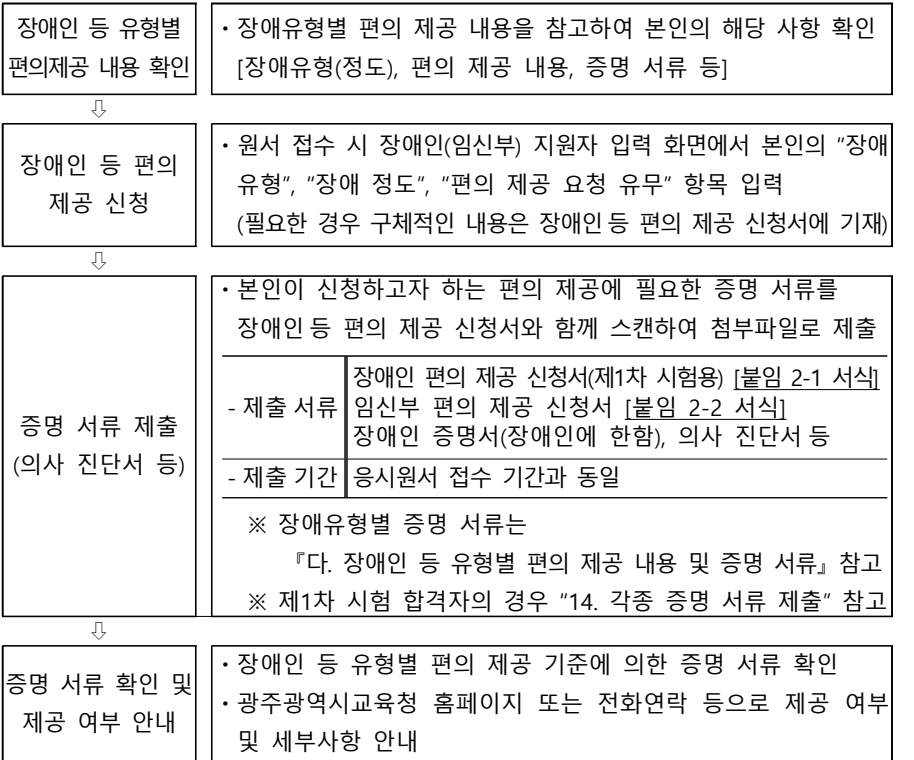 장애인 등 유형별
편의제공 내용 확인
· 장애유형별 편의 제공 내용을 참고하여 본인의 해당 사항 확인
[장애유형(정도), 편의 제공 내용, 증명 서류 등]
⇩
장애인 등 편의
제공 신청
· 원서 접수 시 장애인(임신부) 지원자 입력 화면에서 본인의 "장애
유형", "장애 정도", "편의 제공 요청 유무" 항목 입력
(필요한 경우 구체적인 내용은 장애인 등 편의 제공 신청서에 기재)
⇩
증명 서류 제출
(의사 진단서 등)
· 본인이 신청하고자 하는 편의 제공에 필요한 증명 서류를
장애인 등 편의 제공 신청서와 함께 스캔하여 첨부파일로 제출
- 제출 서류
장애인 편의 제공 신청서(제1차 시험용) [붙임 2-1 서식]
임신부 편의 제공 신청서 [붙임 2-2 서식]
장애인 증명서(장애인에 한함), 의사 진단서 등
- 제출 기간
응시원서 접수 기간과 동일
※ 장애유형별 증명 서류는
『다. 장애인 등 유형별 편의 제공 내용 및 증명 서류』 참고
※ 제1차 시험 합격자의 경우 "14. 각종 증명 서류 제출" 참고
⇩
증명 서류 확인 및
제공 여부 안내
· 장애인 등 유형별 편의 제공 기준에 의한 증명 서류 확인
· 광주광역시교육청 홈페이지 또는 전화연락 등으로 제공 여부
및 세부사항 안내